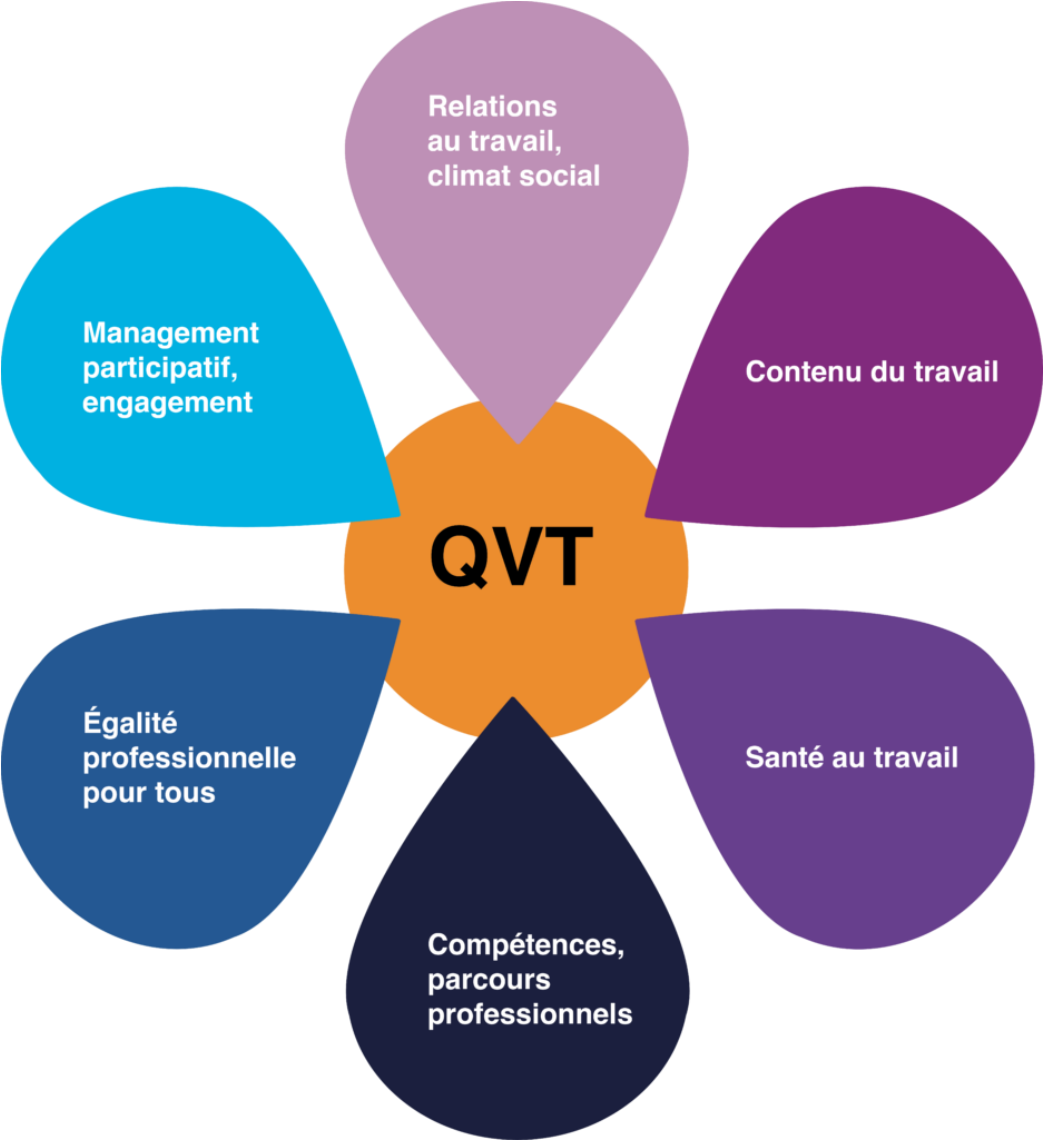 Relations
au travail,
climat social
Management
participatif,
engagement
Contenu du travail
QVT
Égalité
professionnelle
pour tous
Santé au travail
Compétences,
parcours
professionnels